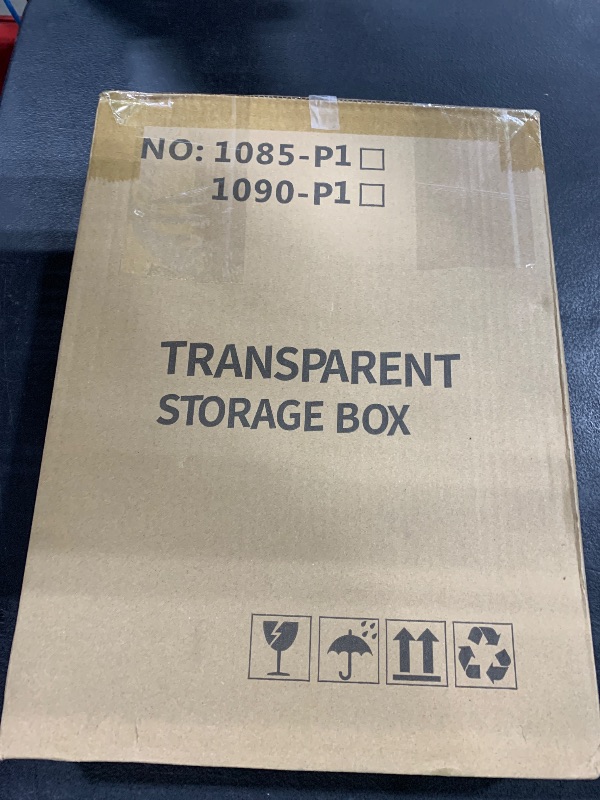 NO: 1085-P1
1090-P1
TRANSPARENT
STORAGE BOX